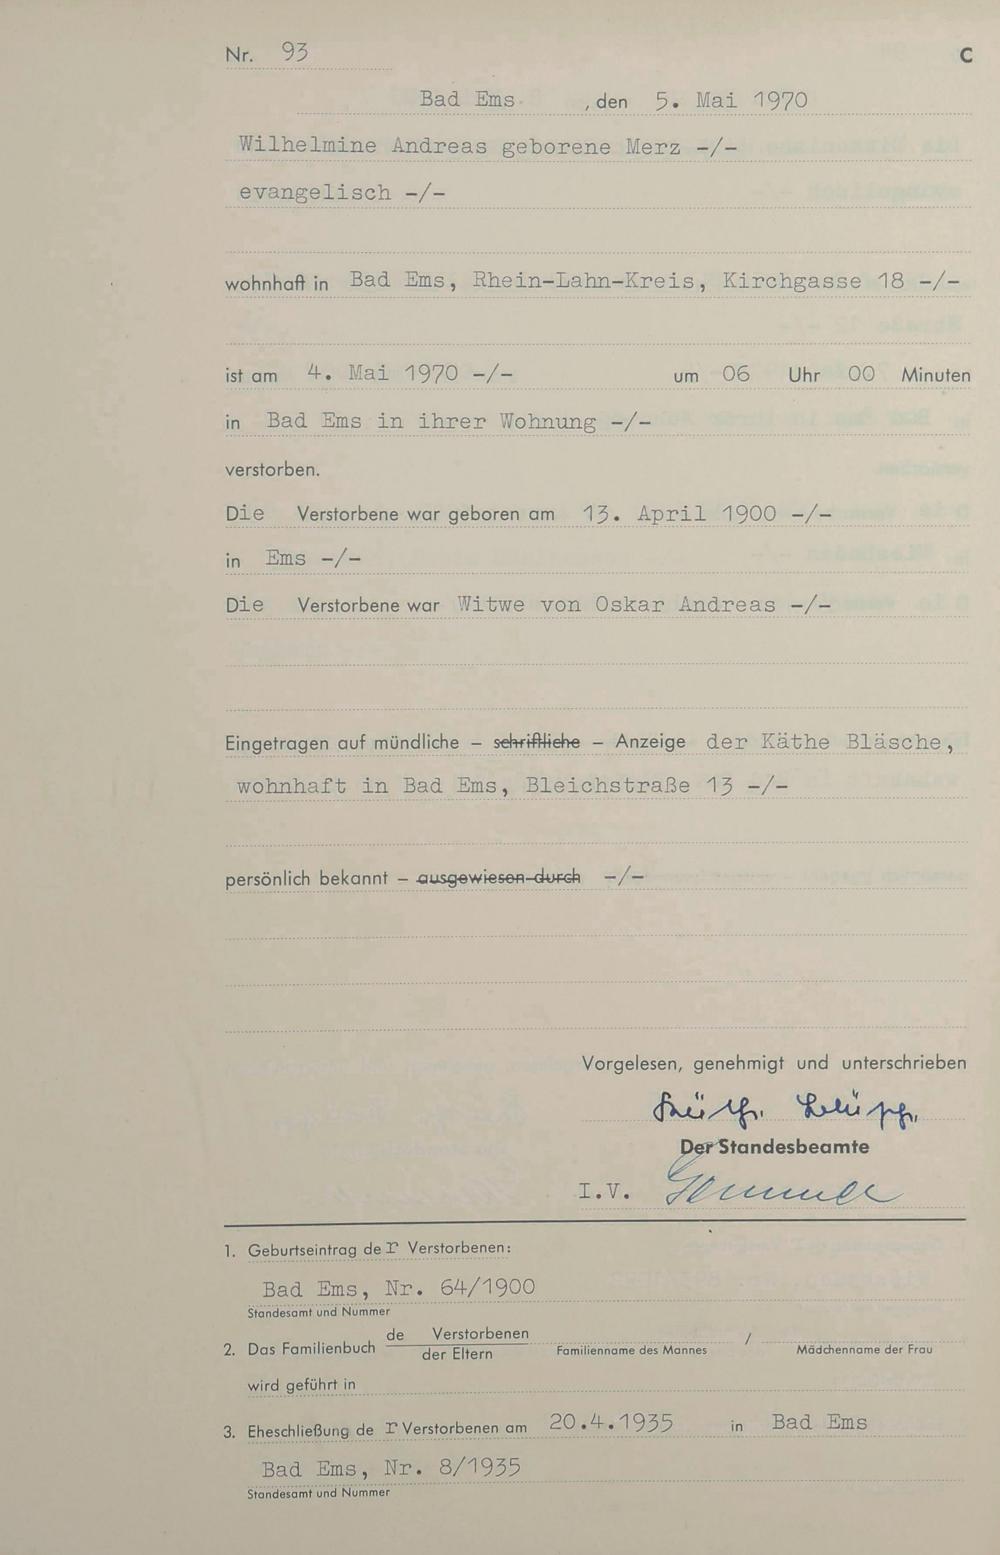 Nr. 93 C
Bad Ems , den 5. Mai 1970
Wilhelmine Andreas geborene Merz -/-
evangelisch -/-
wohnhaft in Bad Ems, Rhein-Lahn-Kreis, Kirchgasse 18 -/-
ist am 4. Mai 1970 -/- um 06 Uhr 00 Minuten
in Bad Ems in ihrer Wohnung -/-
verstorben.
Die Verstorbene war geboren am 13. April 1900 -/-
in Ems -/-
Die Verstorbene war Witwe von Oskar Andreas -/-
Eingetragen auf mündliche – schriftliche – Anzeige der Käthe Bläsche,
wohnhaft in Bad Ems, Bleichstraße 13 -/-
persönlich bekannt – ausgewiesen durch -/-
Vorgelesen, genehmigt und unterschrieben
Der Standesbeamte
I.V.
1. Geburtseintrag der Verstorbenen:
Bad Ems, Nr. 64/1900
Standesamt und Nummer
2. Das Familienbuch de Verstorbenen /
der Eltern Familienname des Mannes Mädchenname der Frau
wird geführt in
3. Eheschließung der Verstorbenen am 20.4.1935 in Bad Ems
Bad Ems, Nr. 8/1935
Standesamt und Nummer